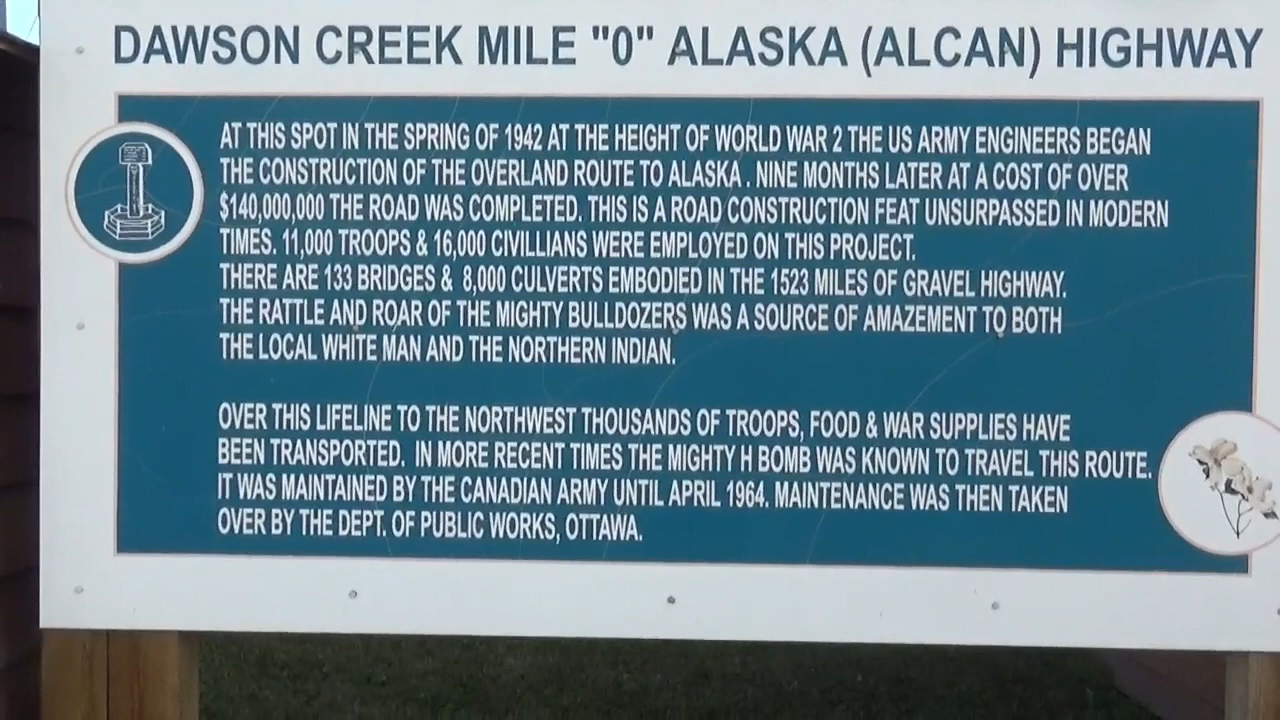 DAWSON CREEK MILE "0" ALASKA (ALCAN) HIGHWAY
AT THIS SPOT IN THE SPRING OF 1942 AT THE HEIGHT OF WORLD WAR 2 THE US ARMY ENGINEERS BEGAN
THE CONSTRUCTION OF THE OVERLAND ROUTE TO ALASKA . NINE MONTHS LATER AT A COST OF OVER
$140,000,000 THE ROAD WAS COMPLETED. THIS IS A ROAD CONSTRUCTION FEAT UNSURPASSED IN MODERN
TIMES. 11,000 TROOPS & 16,000 CIVILLIANS WERE EMPLOYED ON THIS PROJECT.
THERE ARE 133 BRIDGES & 8,000 CULVERTS EMBODIED IN THE 1523 MILES OF GRAVEL HIGHWAY.
THE RATTLE AND ROAR OF THE MIGHTY BULLDOZERS WAS A SOURCE OF AMAZEMENT TO BOTH
THE LOCAL WHITE MAN AND THE NORTHERN INDIAN.
OVER THIS LIFELINE TO THE NORTHWEST THOUSANDS OF TROOPS, FOOD & WAR SUPPLIES HAVE
BEEN TRANSPORTED. IN MORE RECENT TIMES THE MIGHTY H BOMB WAS KNOWN TO TRAVEL THIS ROUTE.
IT WAS MAINTAINED BY THE CANADIAN ARMY UNTIL APRIL 1964. MAINTENANCE WAS THEN TAKEN
OVER BY THE DEPT. OF PUBLIC WORKS, OTTAWA.